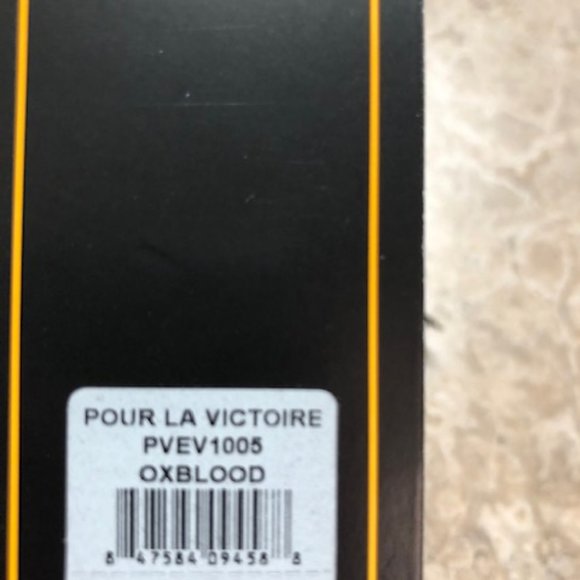 POUR LA VICTOIRE
PVEV1005
OXBLOOD
8 47584 09458 8